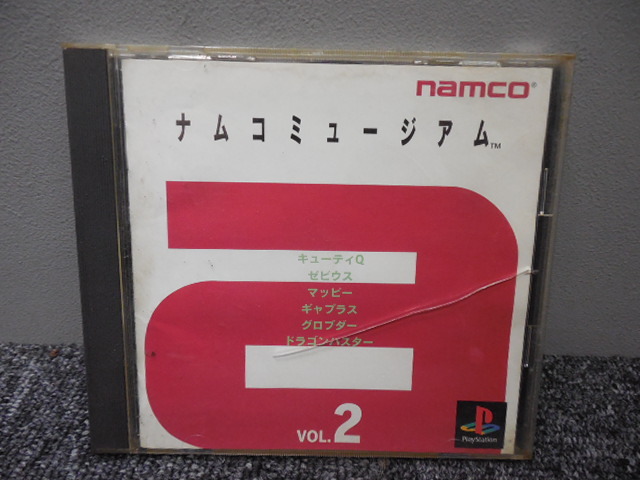 namco®
ナムコミュージアム™
キューティQ
ゼビウス
マッピー
ギャプラス
グロブダー
ドラゴンバスター
VOL.2
PlayStation